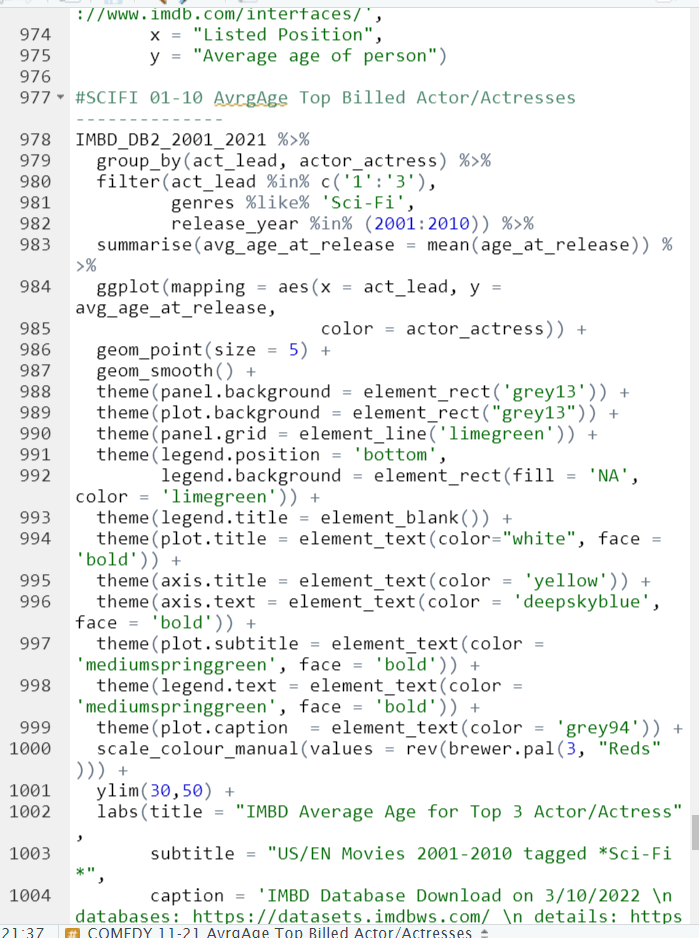 ://www.imdb.com/interfaces/',
974 x = "Listed Position",
975 y = "Average age of person")
976
977 #SCIFI 01-10 AvrgAge Top Billed Actor/Actresses
--------------
978 IMBD_DB2_2001_2021 %>%
979 group_by(act_lead, actor_actress) %>%
980 filter(act_lead %in% c('1':'3'),
981 genres %like% 'Sci-Fi',
982 release_year %in% (2001:2010)) %>%
983 summarise(avg_age_at_release = mean(age_at_release)) %
>%
984 ggplot(mapping = aes(x = act_lead, y =
avg_age_at_release,
985 color = actor_actress)) +
986 geom_point(size = 5) +
987 geom_smooth() +
988 theme(panel.background = element_rect('grey13')) +
989 theme(plot.background = element_rect("grey13")) +
990 theme(panel.grid = element_line('limegreen')) +
991 theme(legend.position = 'bottom',
992 legend.background = element_rect(fill = 'NA',
color = 'limegreen')) +
993 theme(legend.title = element_blank()) +
994 theme(plot.title = element_text(color="white", face =
'bold')) +
995 theme(axis.title = element_text(color = 'yellow')) +
996 theme(axis.text = element_text(color = 'deepskyblue',
face = 'bold')) +
997 theme(plot.subtitle = element_text(color =
'mediumspringgreen', face = 'bold')) +
998 theme(legend.text = element_text(color =
'mediumspringgreen', face = 'bold')) +
999 theme(plot.caption  = element_text(color = 'grey94')) +
1000 scale_colour_manual(values = rev(brewer.pal(3, "Reds"
))) +
1001 ylim(30,50) +
1002 labs(title = "IMBD Average Age for Top 3 Actor/Actress"
,
1003 subtitle = "US/EN Movies 2001-2010 tagged *Sci-Fi
*",
1004 caption = 'IMBD Database Download on 3/10/2022 \n
databases: https://datasets.imdbws.com/ \n details: https
21:37 # COMEDY 11-21 AvrgAge Top Billed Actor/Actresses